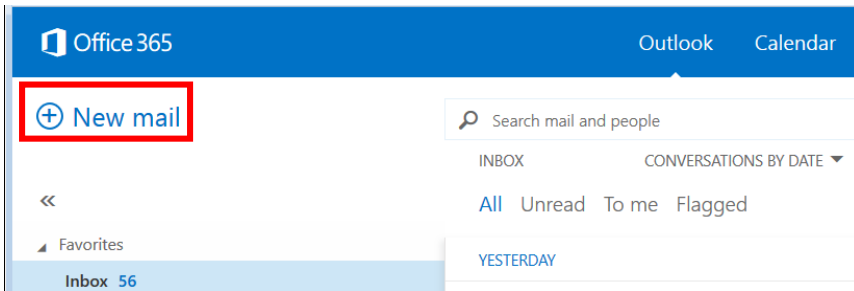 Office 365
Outlook Calendar
New mail
Search mail and people
INBOX CONVERSATIONS BY DATE
«
All Unread To me Flagged
Favorites
YESTERDAY
Inbox 56